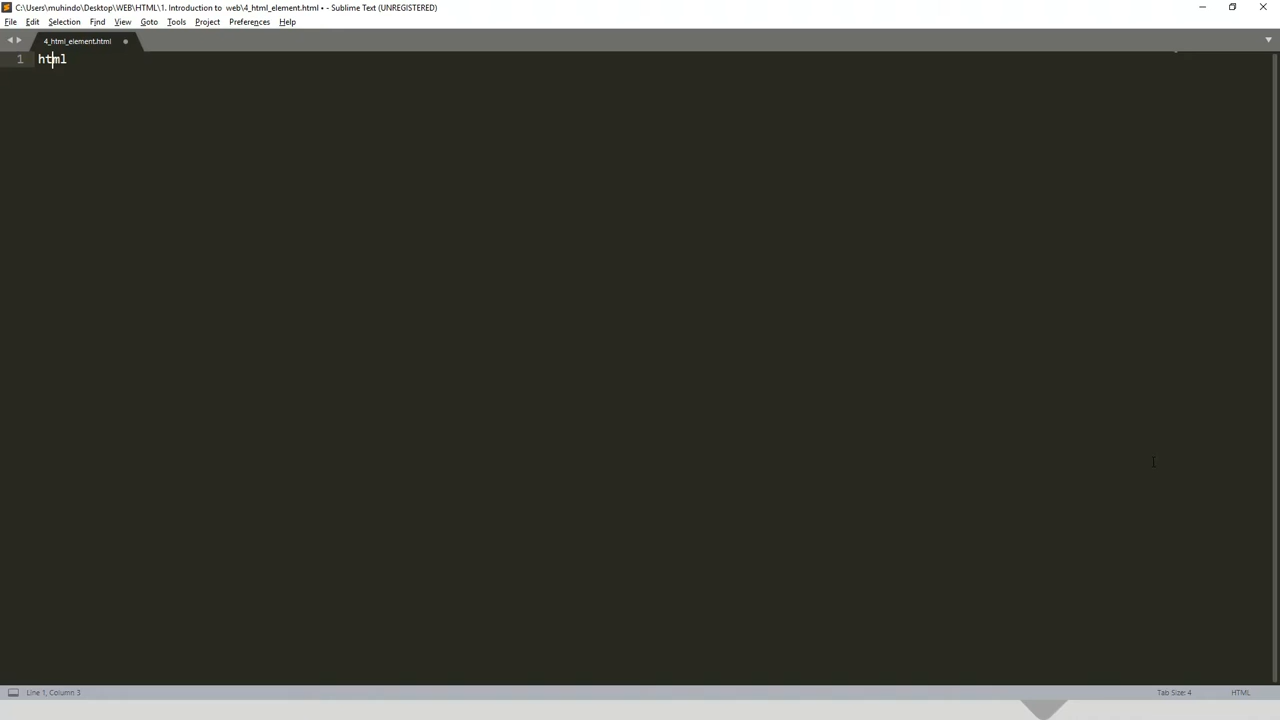 C:\Users\muhindo\Desktop\WEB\HTML\1. Introduction to  web\4_html_element.html • - Sublime Text (UNREGISTERED)
File Edit Selection Find View Goto Tools Project Preferences Help
4_html_element.html
1 html
Line 1, Column 3 Tab Size: 4 HTML